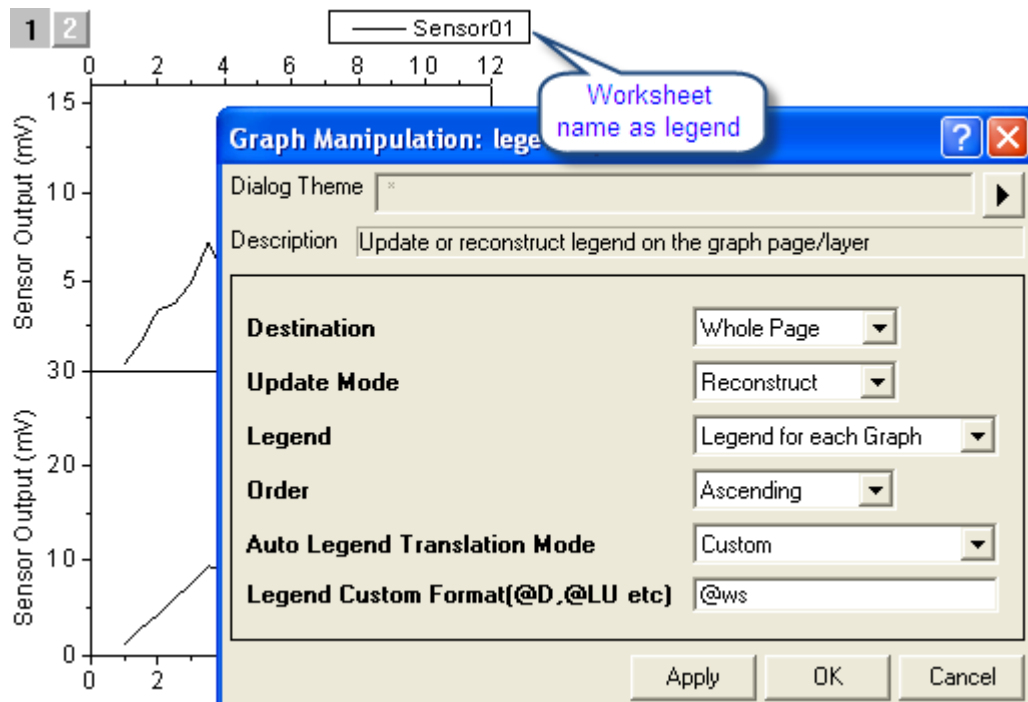 1 2
Sensor01
0 2 4 6 8 10 12
Worksheet
name as legend
15
10
5
30
20
10
0
Sensor Output (mV)
Sensor Output (mV)
0 2
Graph Manipulation: lege
Dialog Theme *
Description Update or reconstruct legend on the graph page/layer
Destination Whole Page
Update Mode Reconstruct
Legend Legend for each Graph
Order Ascending
Auto Legend Translation Mode Custom
Legend Custom Format(@D,@LU etc) @ws
Apply OK Cancel